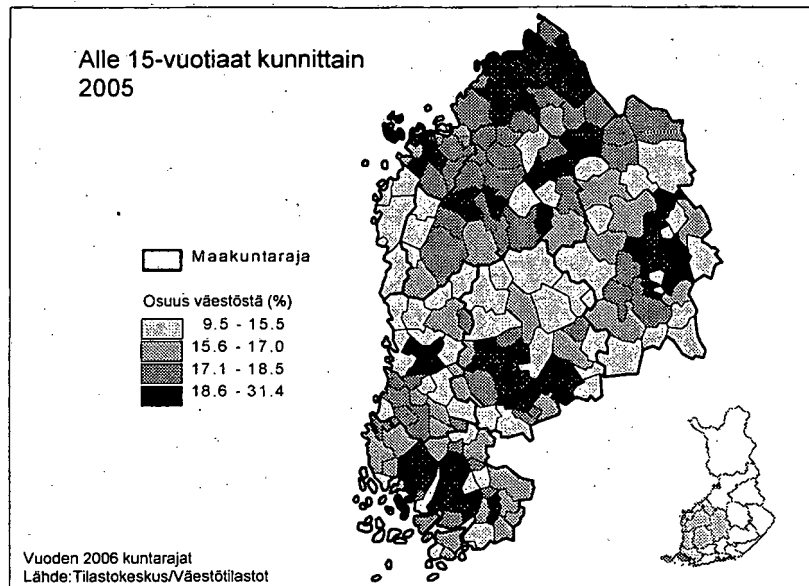 Alle 15-vuotiaat kunnittain
2005
Maakuntaraja
Osuus väestöstä (%)
9.5 - 15.5
15.6 - 17.0
17.1 - 18.5
18.6 - 31.4
Vuoden 2006 kuntarajat
Lähde:Tilastokeskus/Väestötilastot